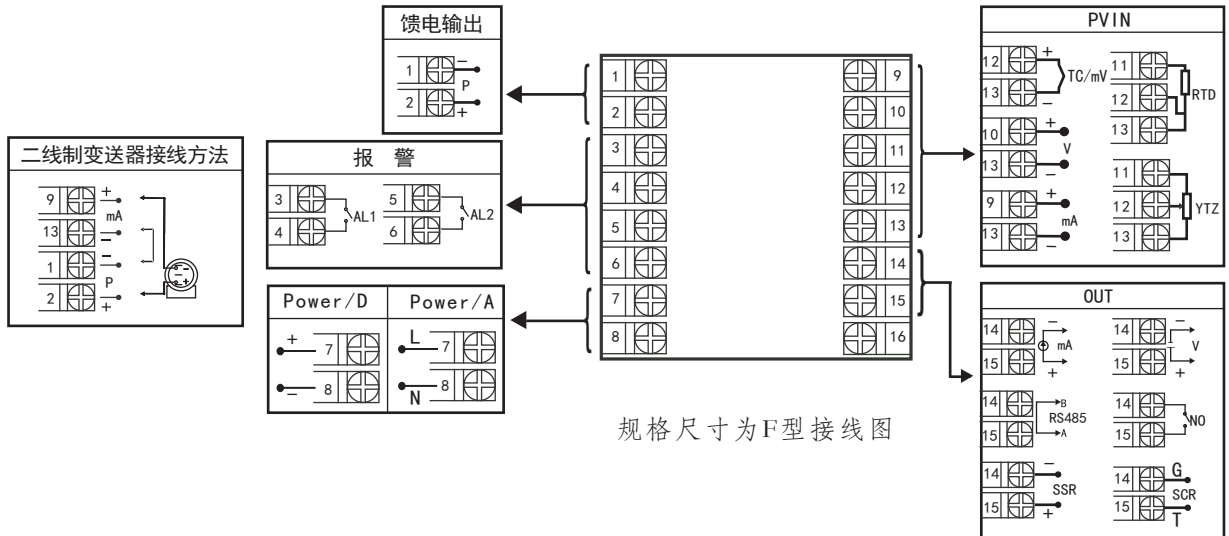 馈电输出
1 −
P
2 +
二线制变送器接线方法
9 +
mA
13 −
1 −
P
2 +
报 警
3 5
AL1 AL2
4 6
Power/D Power/A
+ 7 L 7
− 8 N 8
1 9
2 10
3 11
4 12
5 13
6 14
7 15
8 16
规格尺寸为F型接线图
PVIN
12 + 11
TC/mV RTD
13 − 12
10 + 13
V
13 − 11
9 + 12 YTZ
mA
13 − 13
OUT
14 − 14 −
mA V
15 + 15 +
14 B 14
RS485 NO
15 A 15
14 − 14 G
SSR SCR
15 + 15 T